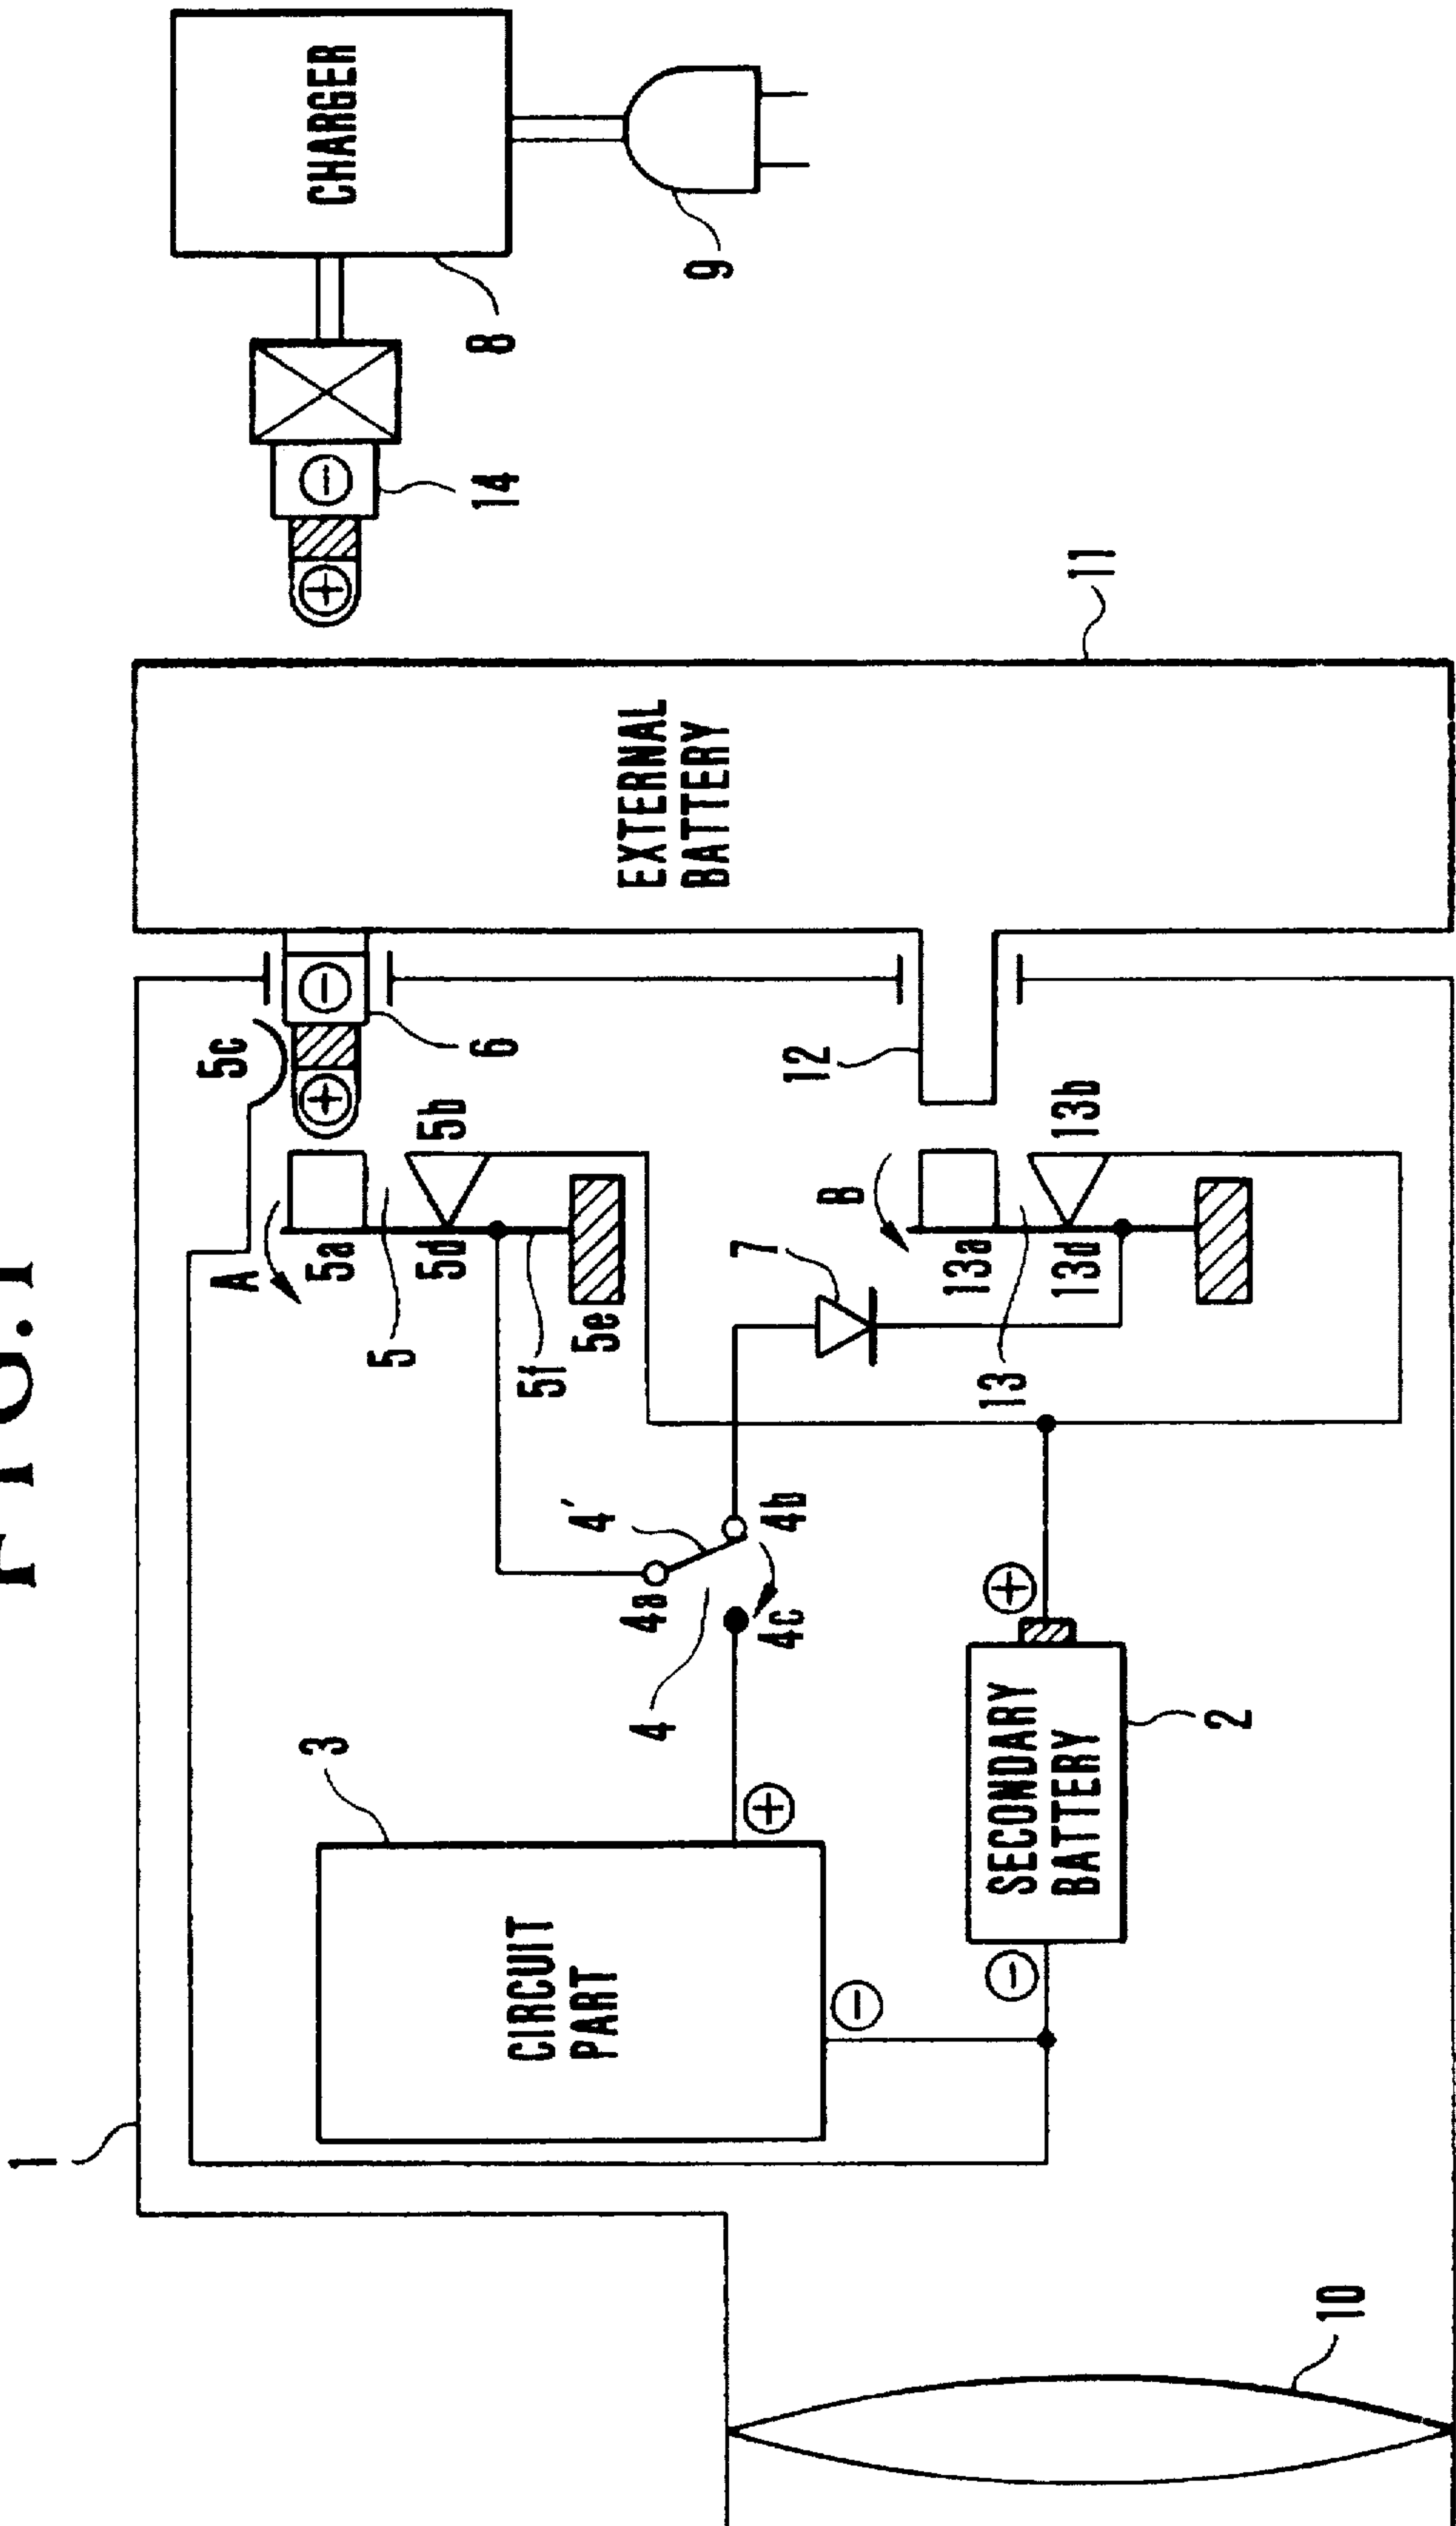 FIG.1
1
5c
A
CHARGER
3
5a
5
5b
6
8
14
CIRCUIT
PART
5d
5f
5e
4'
4a
4
4b
4c
EXTERNAL
BATTERY
9
7
B
12
13a
13
13d
13b
11
SECONDARY
BATTERY
2
10
+
-
+
-
+
-
+
-